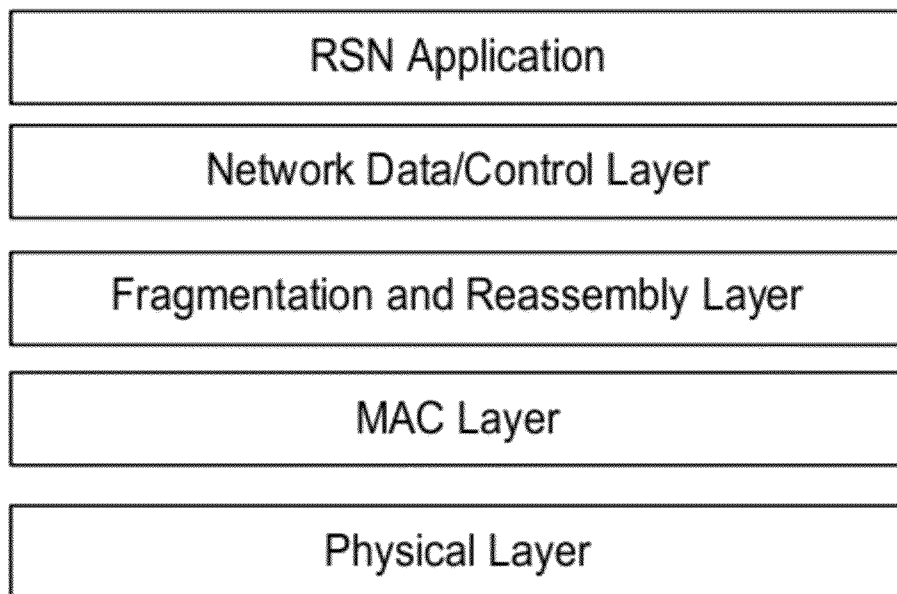 RSN Application
Network Data/Control Layer
Fragmentation and Reassembly Layer
MAC Layer
Physical Layer